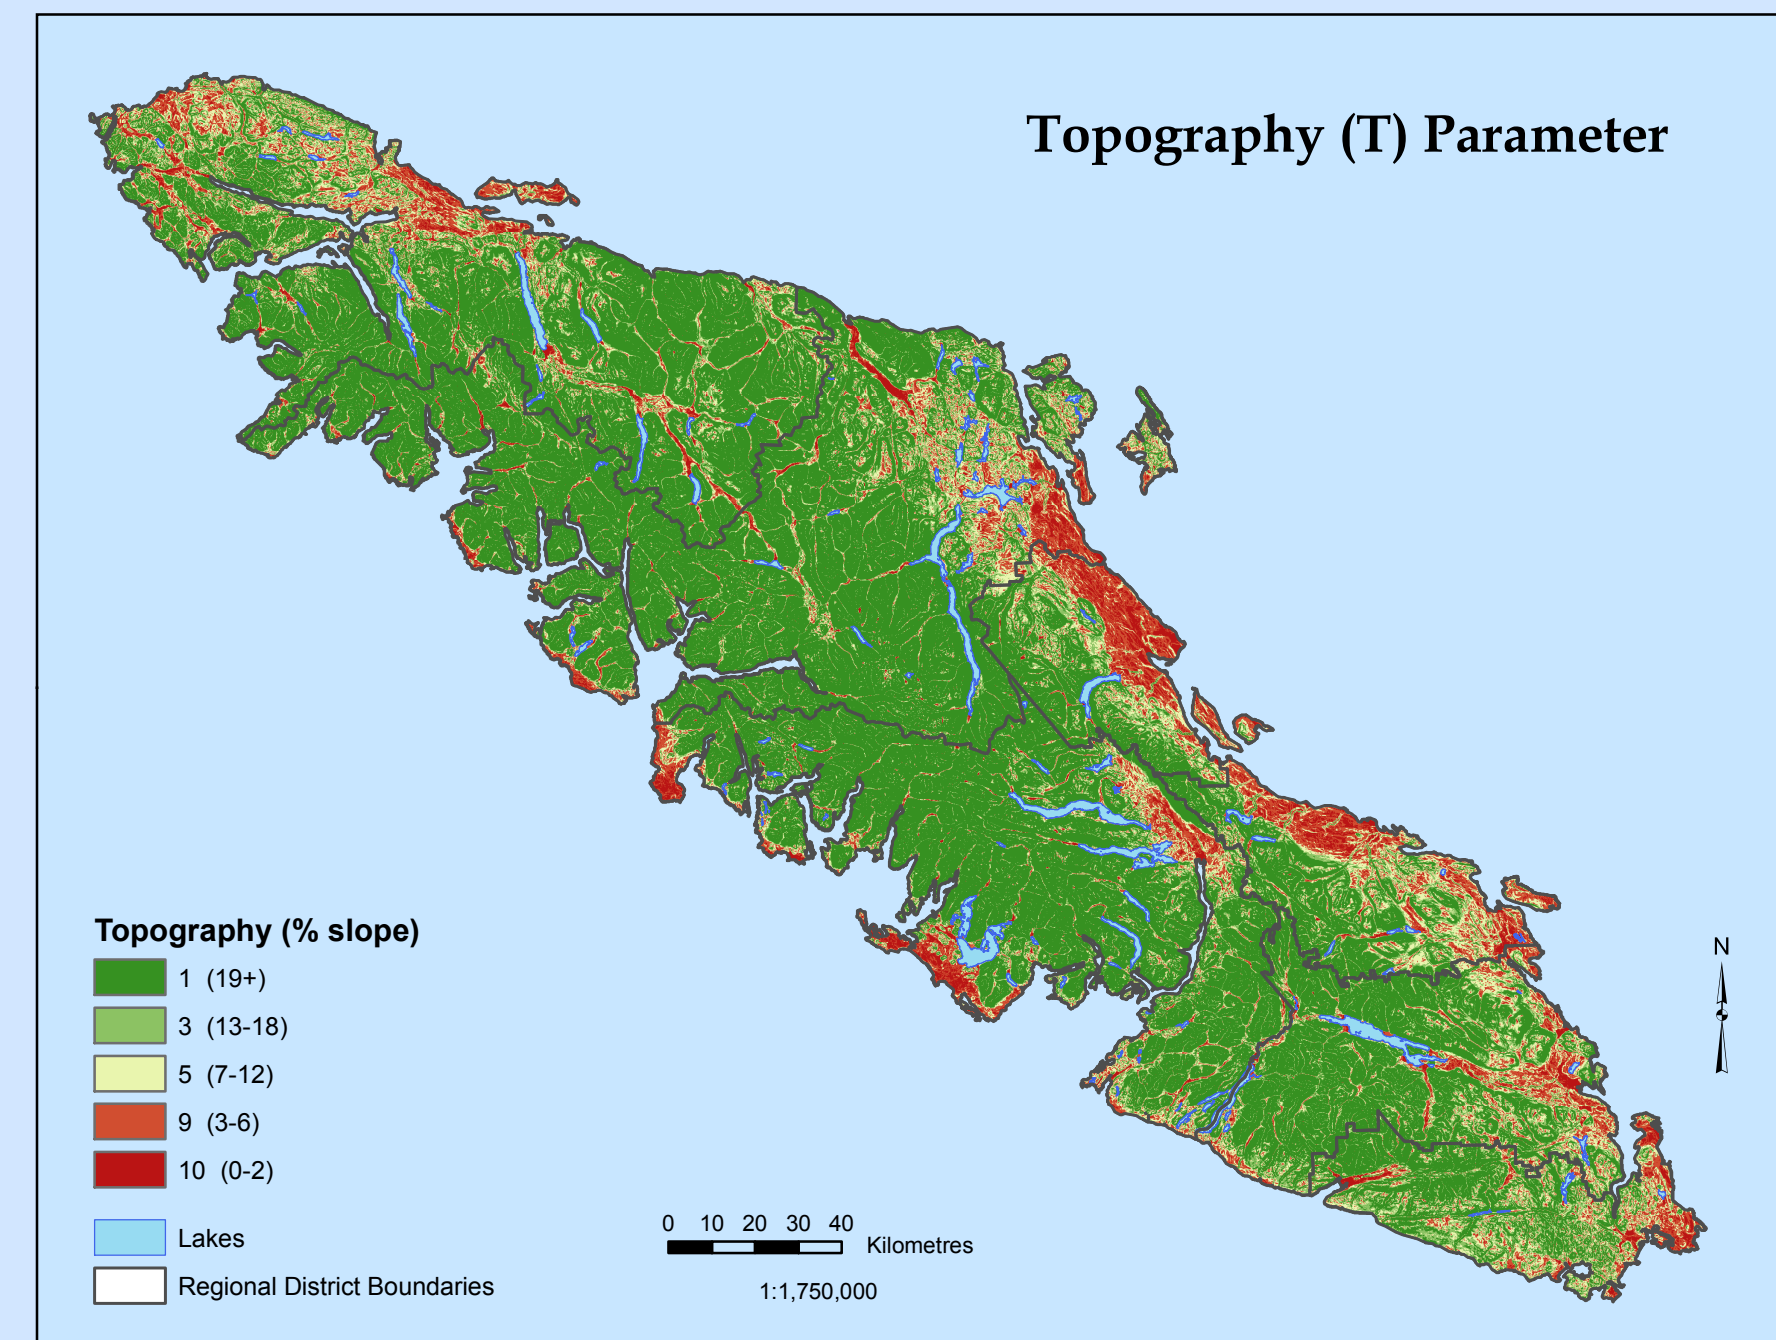 Topography (T) Parameter
Topography (% slope)
1 (19+)
3 (13-18)
5 (7-12)
9 (3-6)
10 (0-2)
Lakes
Regional District Boundaries
0 10 20 30 40
Kilometres
1:1,750,000
N